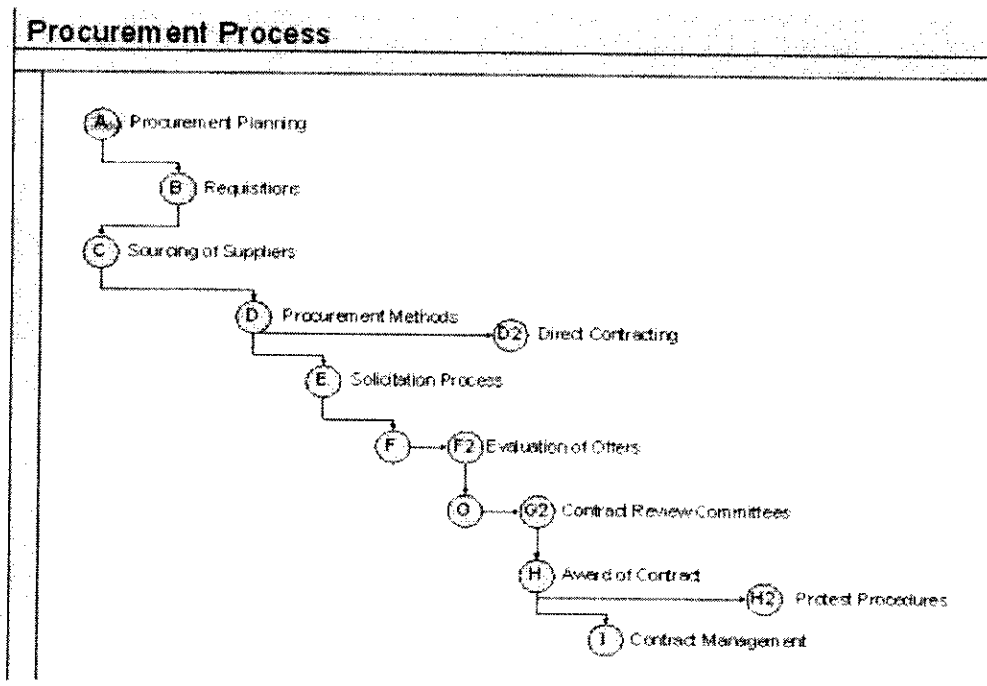 Procurement Process
A Procurement Planning
B Requisitions
C Sourcing of Suppliers
D Procurement Methods
D2 Direct Contracting
E Solicitation Process
F F2 Evaluation of Offers
G G2 Contract Review Committees
H Award of Contract
H2 Protest Procedures
I Contract Management